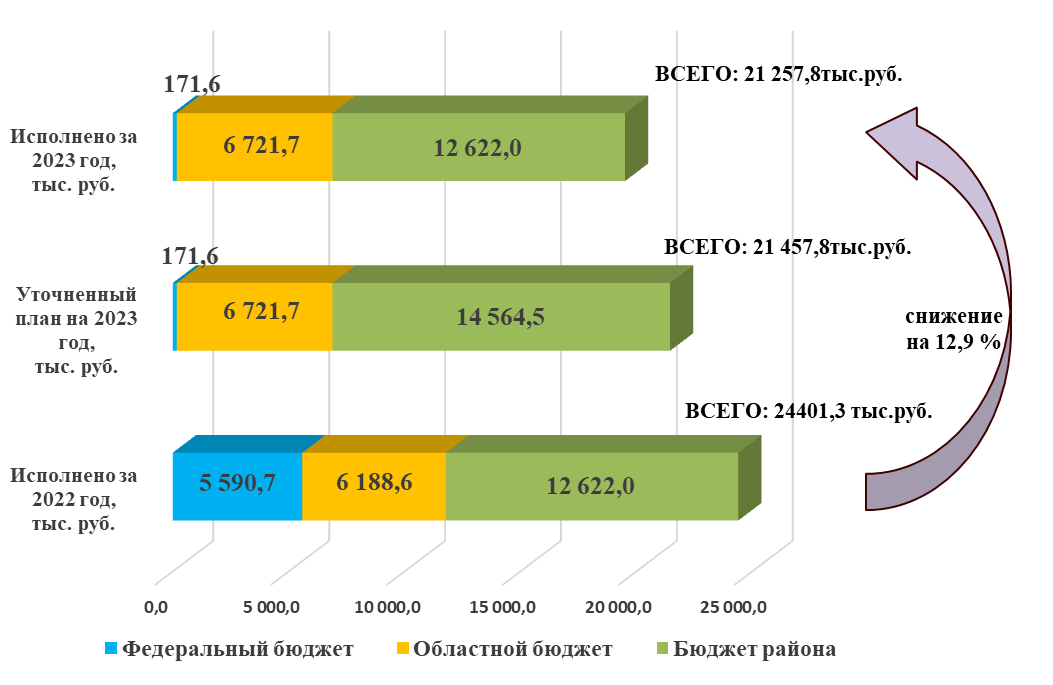 ВСЕГО: 21 257,8тыс.руб.
171,6
Исполнено за
2023 год,
тыс. руб.
6 721,7
12 622,0
ВСЕГО: 21 457,8тыс.руб.
171,6
Уточненный
план на 2023
год,
тыс. руб.
6 721,7
14 564,5
снижение
на 12,9 %
ВСЕГО: 24401,3 тыс.руб.
Исполнено за
2022 год,
тыс. руб.
5 590,7
6 188,6
12 622,0
0,0
5 000,0
10 000,0
15 000,0
20 000,0
25 000,0
Федеральный бюджет
Областной бюджет
Бюджет района